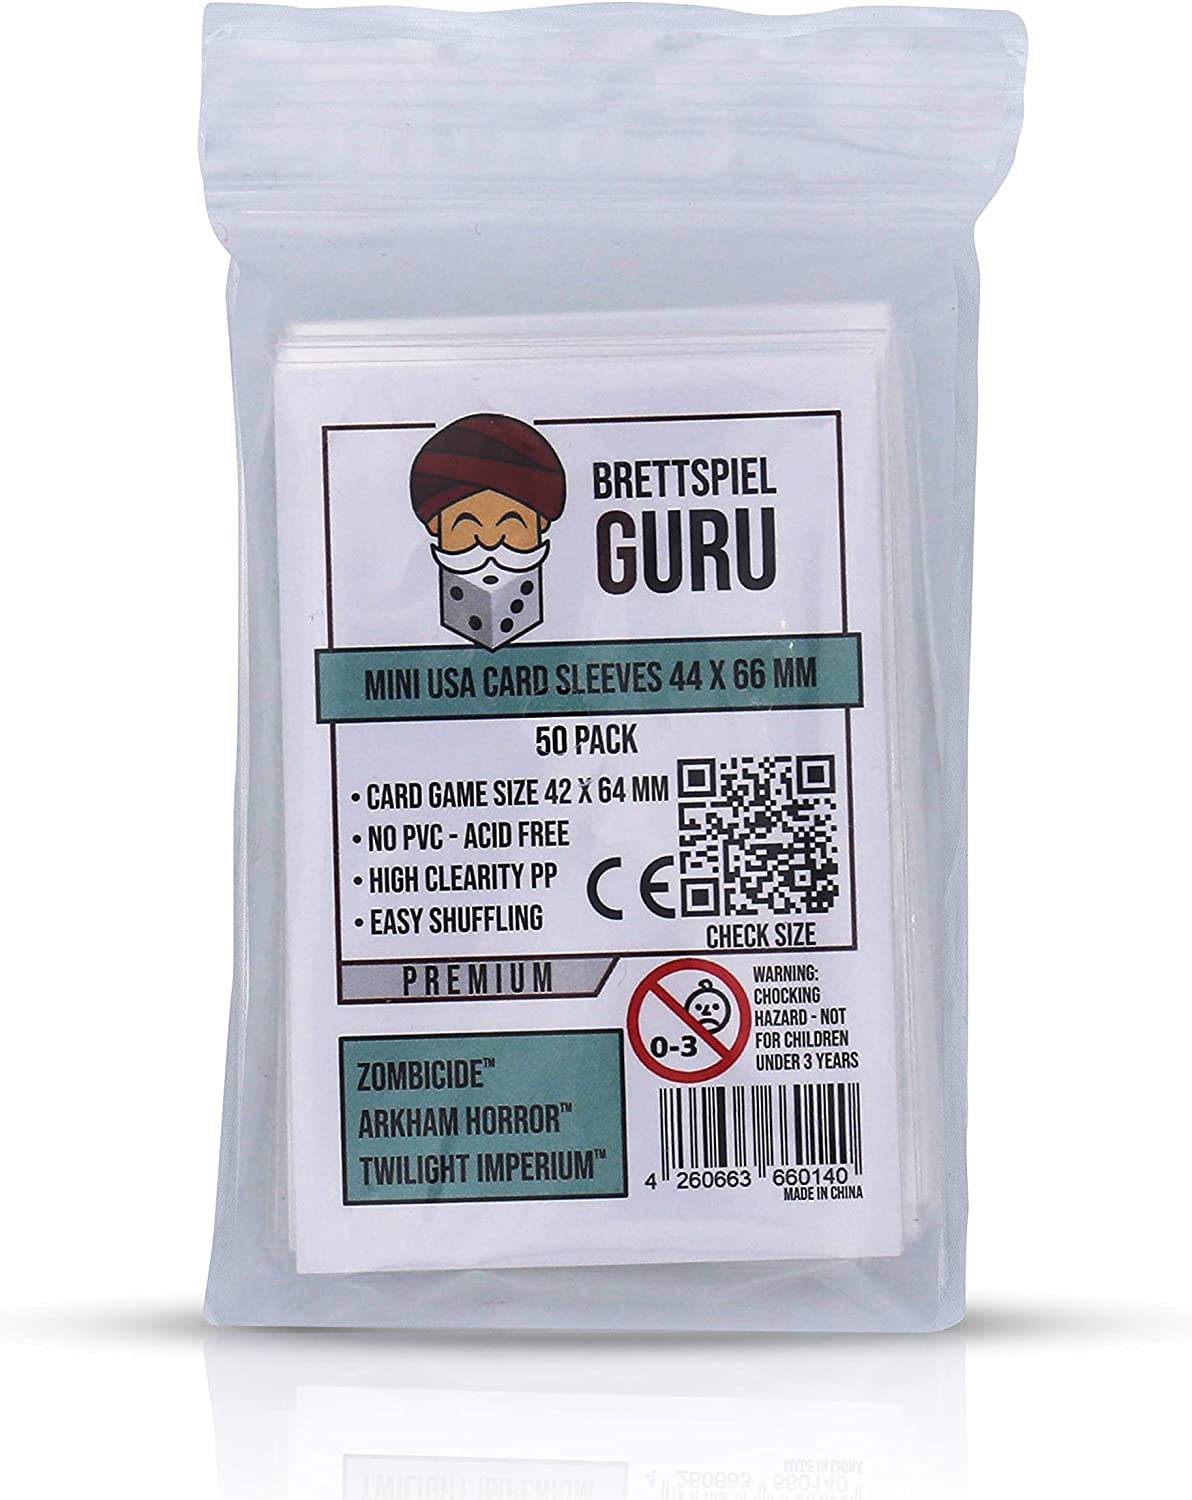 BRETTSPIEL
GURU
MINI USA CARD SLEEVES 44 X 66 MM
50 PACK
• CARD GAME SIZE 42 X 64 MM
• NO PVC - ACID FREE
• HIGH CLEARITY PP
• EASY SHUFFLING
CE
CHECK SIZE
PREMIUM
0-3
WARNING:
CHOCKING
HAZARD - NOT
FOR CHILDREN
UNDER 3 YEARS
ZOMBICIDE™
ARKHAM HORROR™
TWILIGHT IMPERIUM™
4 260663 660140
MADE IN CHINA